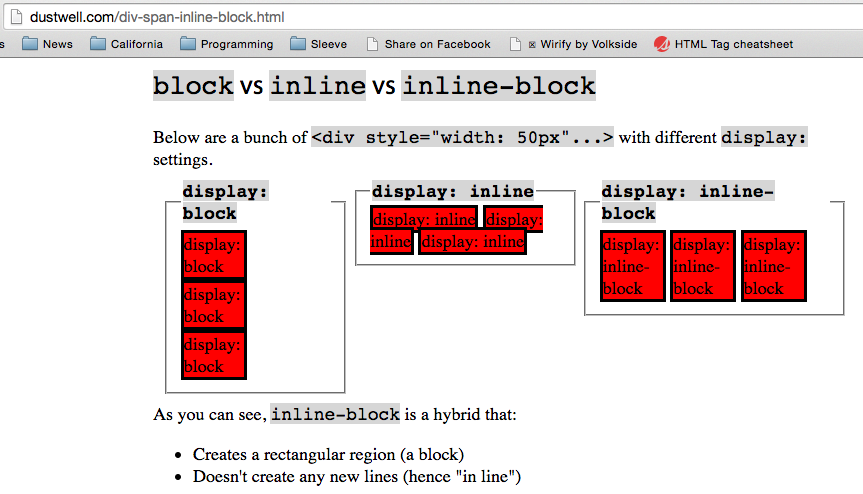 dustwell.com/div-span-inline-block.html
s News California Programming Sleeve Share on Facebook Wirify by Volkside HTML Tag cheatsheet
block vs inline vs inline-block
Below are a bunch of <div style="width: 50px"...> with different display:
settings.
display:
block
display:
block
display:
block
display:
block
display: inline
display: inline display:
inline display: inline
display: inline-
block
display:
inline-
block
display:
inline-
block
display:
inline-
block
As you can see, inline-block is a hybrid that:
• Creates a rectangular region (a block)
• Doesn't create any new lines (hence "in line")